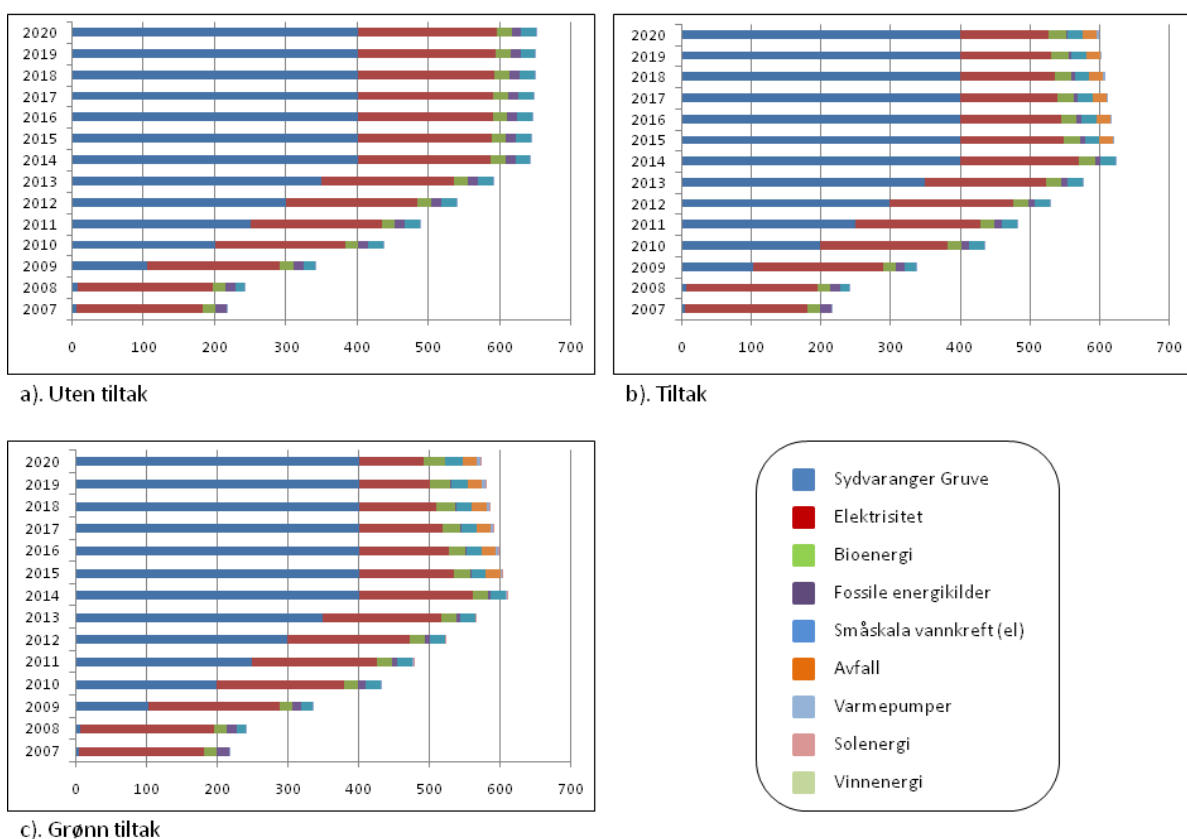 2020
2019
2018
2017
2016
2015
2014
2013
2012
2011
2010
2009
2008
2007
0 100 200 300 400 500 600 700
a). Uten tiltak
2020
2019
2018
2017
2016
2015
2014
2013
2012
2011
2010
2009
2008
2007
0 100 200 300 400 500 600 700
b). Tiltak
2020
2019
2018
2017
2016
2015
2014
2013
2012
2011
2010
2009
2008
2007
0 100 200 300 400 500 600 700
c). Grønn tiltak
Sydvaranger Gruve
Elektrisitet
Bioenergi
Fossile energikilder
Småskala vannkreft (el)
Avfall
Varmepumper
Solenergi
Vinnenergi